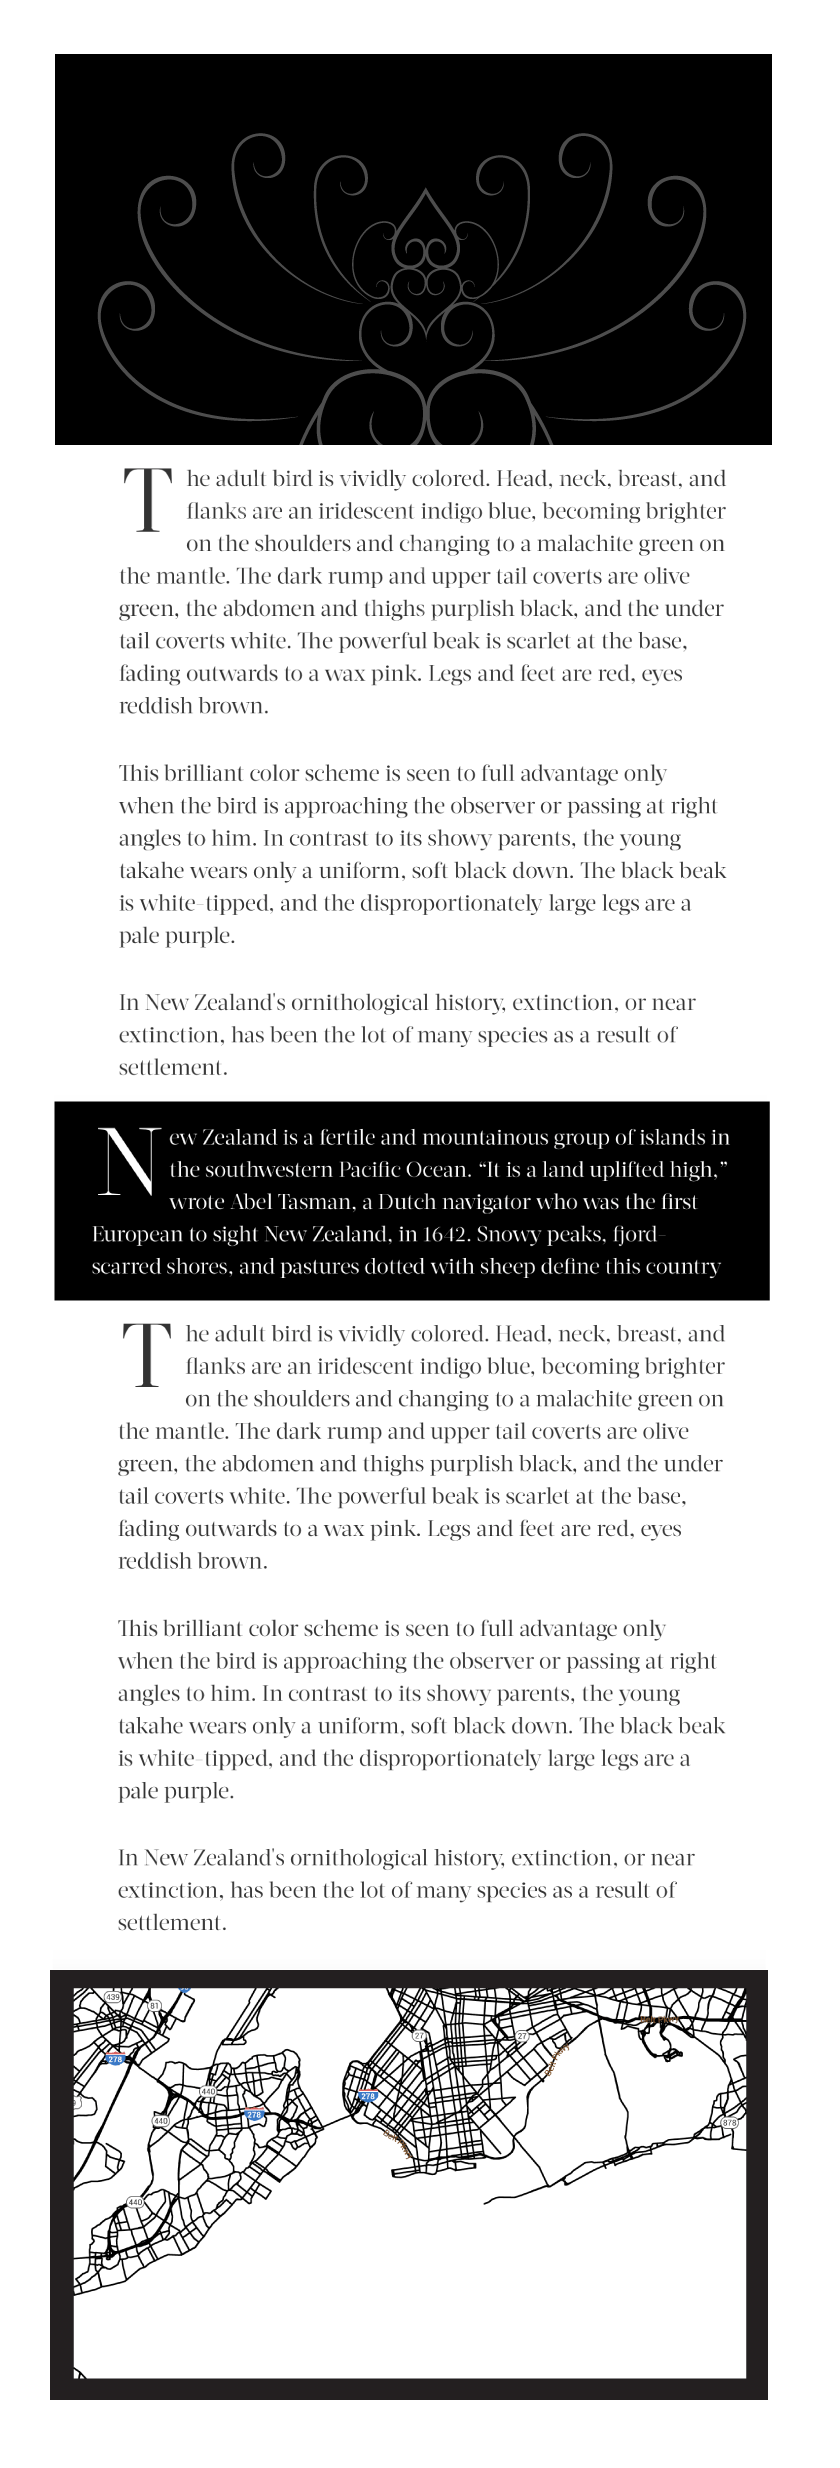 The adult bird is vividly colored. Head, neck, breast, and
flanks are an iridescent indigo blue, becoming brighter
on the shoulders and changing to a malachite green on
the mantle. The dark rump and upper tail coverts are olive
green, the abdomen and thighs purplish black, and the under
tail coverts white. The powerful beak is scarlet at the base,
fading outwards to a wax pink. Legs and feet are red, eyes
reddish brown.
This brilliant color scheme is seen to full advantage only
when the bird is approaching the observer or passing at right
angles to him. In contrast to its showy parents, the young
takahe wears only a uniform, soft black down. The black beak
is white-tipped, and the disproportionately large legs are a
pale purple.
In New Zealand's ornithological history, extinction, or near
extinction, has been the lot of many species as a result of
settlement.
New Zealand is a fertile and mountainous group of islands in
the southwestern Pacific Ocean. “It is a land uplifted high,”
wrote Abel Tasman, a Dutch navigator who was the first
European to sight New Zealand, in 1642. Snowy peaks, fjord-
scarred shores, and pastures dotted with sheep define this country
The adult bird is vividly colored. Head, neck, breast, and
flanks are an iridescent indigo blue, becoming brighter
on the shoulders and changing to a malachite green on
the mantle. The dark rump and upper tail coverts are olive
green, the abdomen and thighs purplish black, and the under
tail coverts white. The powerful beak is scarlet at the base,
fading outwards to a wax pink. Legs and feet are red, eyes
reddish brown.
This brilliant color scheme is seen to full advantage only
when the bird is approaching the observer or passing at right
angles to him. In contrast to its showy parents, the young
takahe wears only a uniform, soft black down. The black beak
is white-tipped, and the disproportionately large legs are a
pale purple.
In New Zealand's ornithological history, extinction, or near
extinction, has been the lot of many species as a result of
settlement.
439
81
27
27
278
440
278
278
440
878
440